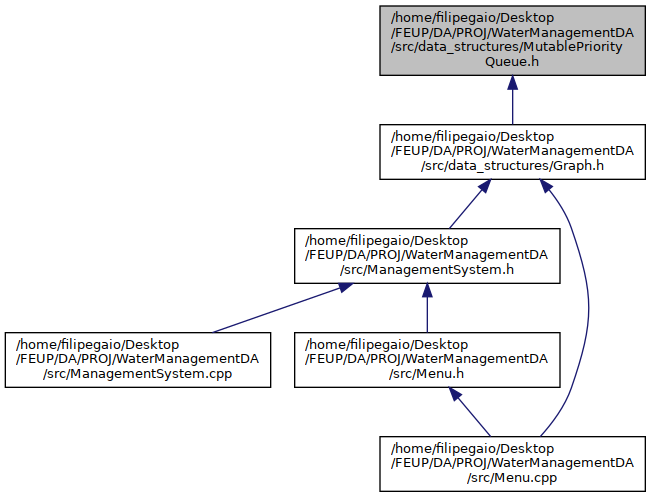 /home/filipegaio/Desktop
/FEUP/DA/PROJ/WaterManagementDA
/src/data_structures/MutablePriority
Queue.h
/home/filipegaio/Desktop
/FEUP/DA/PROJ/WaterManagementDA
/src/data_structures/Graph.h
/home/filipegaio/Desktop
/FEUP/DA/PROJ/WaterManagementDA
/src/ManagementSystem.h
/home/filipegaio/Desktop
/FEUP/DA/PROJ/WaterManagementDA
/src/ManagementSystem.cpp
/home/filipegaio/Desktop
/FEUP/DA/PROJ/WaterManagementDA
/src/Menu.h
/home/filipegaio/Desktop
/FEUP/DA/PROJ/WaterManagementDA
/src/Menu.cpp